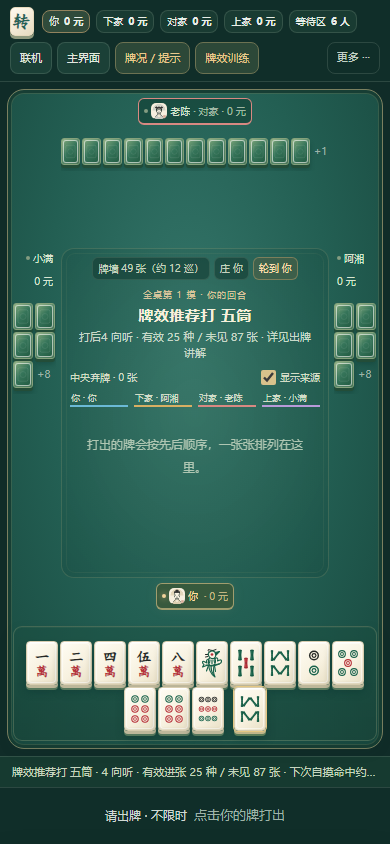 转 你 0 元 下家 0 元 对家 0 元 上家 0 元 等待区 6 人
联机 主界面 牌况 / 提示 牌效训练 更多 ···
老陈 · 对家 · 0 元
+1
小满 阿湘
0 元 0 元
牌墙 49 张（约 12 巡） 庄 你 轮到 你
全桌第 1 摸 · 你的回合
牌效推荐打 五筒
打后4 向听 · 有效 25 种 / 未见 87 张 · 详见出牌
讲解
+8 +8
中央弃牌 · 0 张 显示来源
你 · 你 下家 · 阿湘 对家 · 老陈 上家 · 小满
打出的牌会按先后顺序，一张张排列在这
里。
你 · 0 元
一 二 四 伍 八
萬 萬 萬 萬 萬
牌效推荐打 五筒 · 4 向听 · 有效进张 25 种 / 未见 87 张 · 下次自摸命中约...
请出牌 · 不限时 点击你的牌打出